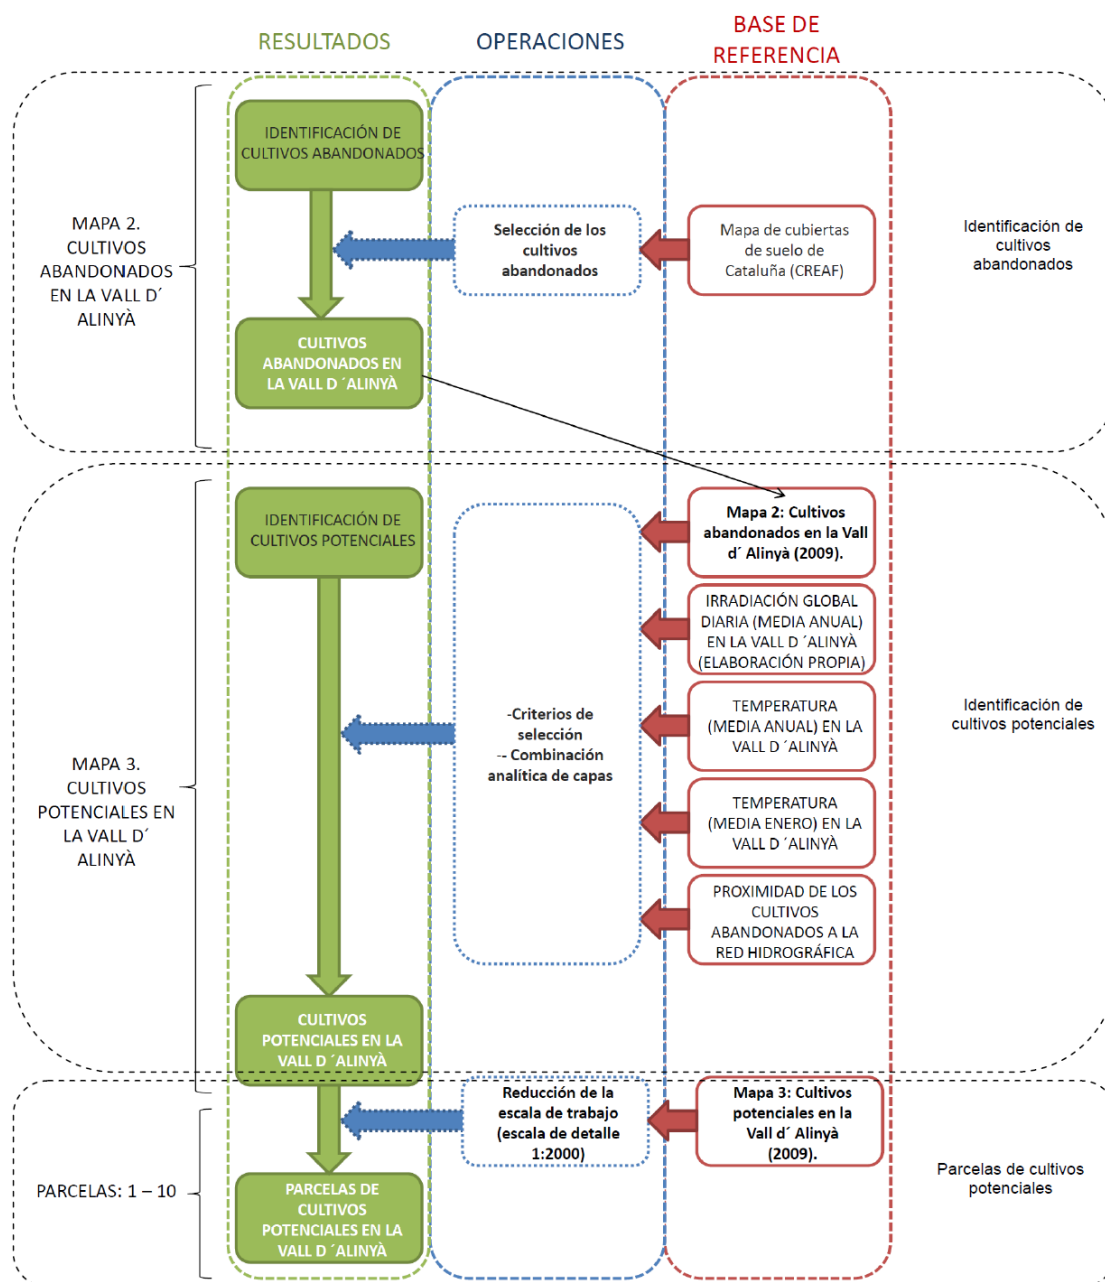 RESULTADOS
OPERACIONES
BASE DE
REFERENCIA
MAPA 2.
CULTIVOS
ABANDONADOS
EN LA VALL D´
ALINYÀ
IDENTIFICACIÓN DE
CULTIVOS ABANDONADOS
Selección de los
cultivos
abandonados
Mapa de cubiertas
de suelo de
Cataluña (CREAF)
Identificación de
cultivos
abandonados
CULTIVOS
ABANDONADOS EN
LA VALL D ´ALINYÀ
MAPA 3.
CULTIVOS
POTENCIALES EN
LA VALL D´
ALINYÀ
IDENTIFICACIÓN DE
CULTIVOS POTENCIALES
-Criterios de
selección
-- Combinación
analítica de capas
Mapa 2: Cultivos
abandonados en la Vall
d´ Alinyà (2009).
IRRADIACIÓN GLOBAL
DIARIA (MEDIA ANUAL)
EN LA VALL D ´ALINYÀ
(ELABORACIÓN PROPIA)
TEMPERATURA
(MEDIA ANUAL) EN LA
VALL D ´ALINYÀ
TEMPERATURA
(MEDIA ENERO) EN LA
VALL D ´ALINYÀ
PROXIMIDAD DE LOS
CULTIVOS
ABANDONADOS A LA
RED HIDROGRÁFICA
Identificación de
cultivos potenciales
CULTIVOS
POTENCIALES EN LA
VALL D ´ALINYÀ
PARCELAS: 1 – 10
Reducción de la
escala de trabajo
(escala de detalle
1:2000)
Mapa 3: Cultivos
potenciales en la
Vall d´ Alinyà
(2009).
Parcelas de cultivos
potenciales
PARCELAS DE
CULTIVOS
POTENCIALES EN LA
VALL D ´ALINYÀ